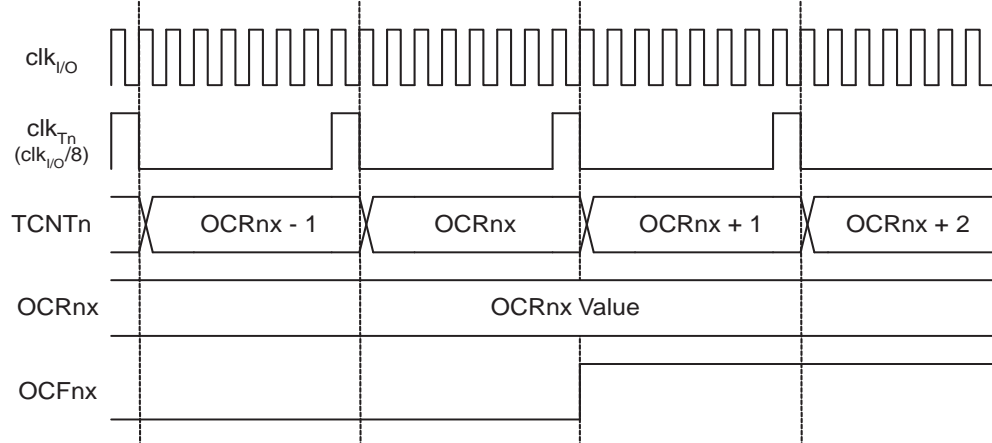 clkI/O
clkTn
(clkI/O/8)
TCNTn
OCRnx - 1
OCRnx
OCRnx + 1
OCRnx + 2
OCRnx
OCRnx Value
OCFnx